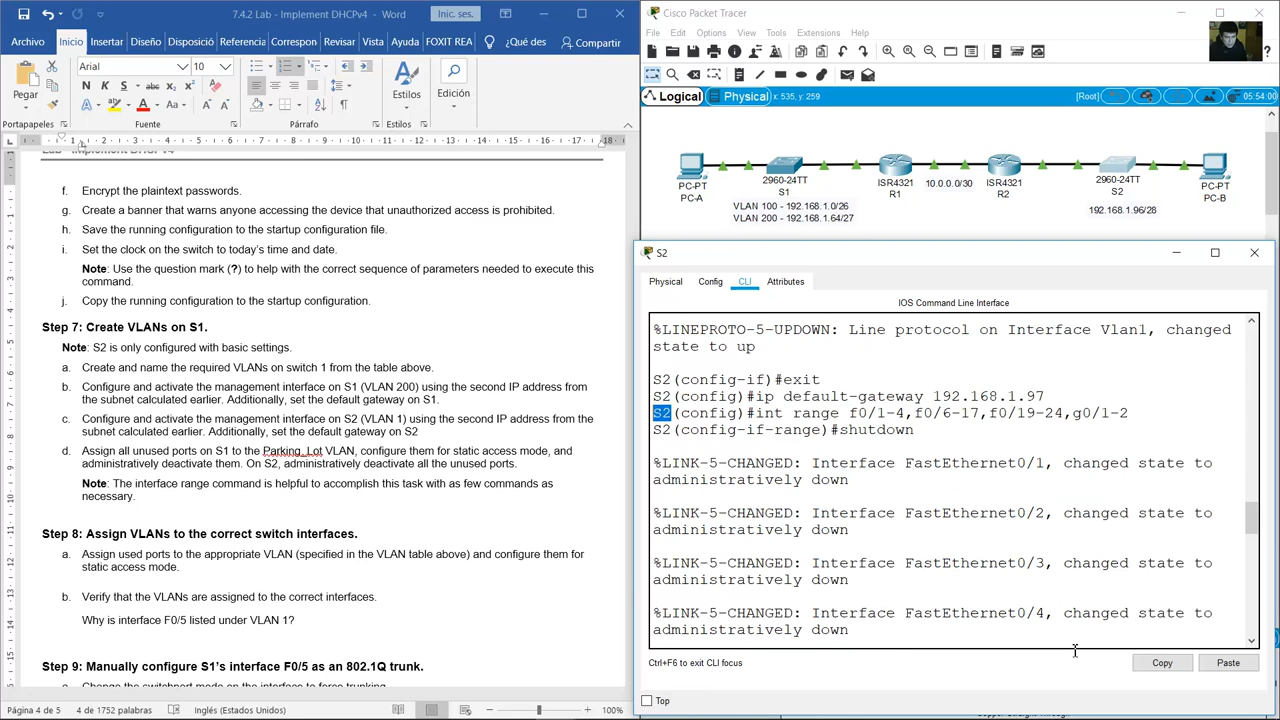 7.4.2 Lab - Implement DHCPv4 - Word
Inic. ses.
Archivo Inicio Insertar Diseño Disposició Referencia Correspon Revisar Vista Ayuda FOXIT REA ¿Qué des Compartir
Pegar
Arial 10
N K S abc x₂ x²
Aa
Estilos
Edición
Portapapeles Fuente Párrafo Estilos
f. Encrypt the plaintext passwords.
g. Create a banner that warns anyone accessing the device that unauthorized access is prohibited.
h. Save the running configuration to the startup configuration file.
i. Set the clock on the switch to today's time and date.
Note: Use the question mark (?) to help with the correct sequence of parameters needed to execute this
command.
j. Copy the running configuration to the startup configuration.
Step 7: Create VLANs on S1.
Note: S2 is only configured with basic settings.
a. Create and name the required VLANs on switch 1 from the table above.
b. Configure and activate the management interface on S1 (VLAN 200) using the second IP address from
the subnet calculated earlier. Additionally, set the default gateway on S1.
c. Configure and activate the management interface on S2 (VLAN 1) using the second IP address from the
subnet calculated earlier. Additionally, set the default gateway on S2
d. Assign all unused ports on S1 to the Parking_Lot VLAN, configure them for static access mode, and
administratively deactivate them. On S2, administratively deactivate all the unused ports.
Note: The interface range command is helpful to accomplish this task with as few commands as
necessary.
Step 8: Assign VLANs to the correct switch interfaces.
a. Assign used ports to the appropriate VLAN (specified in the VLAN table above) and configure them for
static access mode.
b. Verify that the VLANs are assigned to the correct interfaces.
Why is interface F0/5 listed under VLAN 1?
Step 9: Manually configure S1's interface F0/5 as an 802.1Q trunk.
Página 4 de 5 4 de 1752 palabras Inglés (Estados Unidos) 100%
Cisco Packet Tracer
File Edit Options View Tools Extensions Help
Logical Physical x: 535, y: 259 [Root] 05:54:00
PC-PT
PC-A
2960-24TT
S1
VLAN 100 - 192.168.1.0/26
VLAN 200 - 192.168.1.64/27
ISR4321
R1
10.0.0.0/30
ISR4321
R2
2960-24TT
S2
192.168.1.96/28
PC-PT
PC-B
S2
Physical Config CLI Attributes
IOS Command Line Interface
%LINEPROTO-5-UPDOWN: Line protocol on Interface Vlan1, changed
state to up
S2(config-if)#exit
S2(config)#ip default-gateway 192.168.1.97
S2(config)#int range f0/1-4,f0/6-17,f0/19-24,g0/1-2
S2(config-if-range)#shutdown
%LINK-5-CHANGED: Interface FastEthernet0/1, changed state to
administratively down
%LINK-5-CHANGED: Interface FastEthernet0/2, changed state to
administratively down
%LINK-5-CHANGED: Interface FastEthernet0/3, changed state to
administratively down
%LINK-5-CHANGED: Interface FastEthernet0/4, changed state to
administratively down
Ctrl+F6 to exit CLI focus
Copy Paste
Top